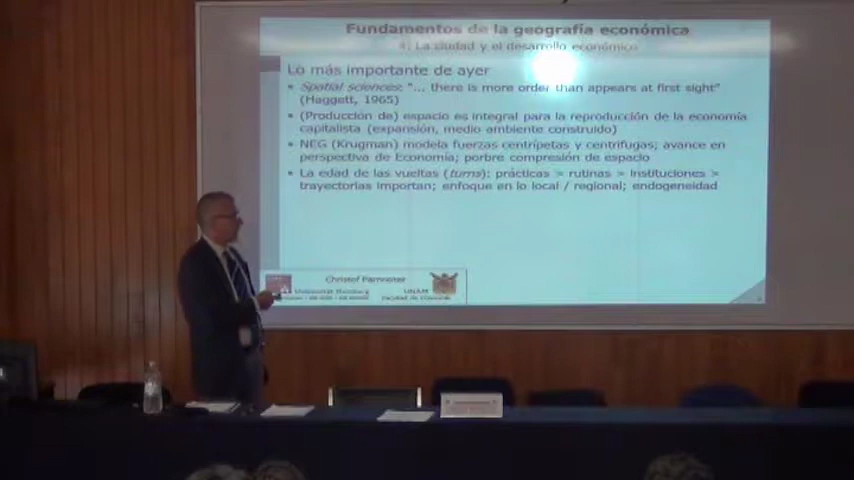 Fundamentos de la geografía económica
4. La ciudad y el desarrollo económico
Lo más importante de ayer
• Spatial sciences: "... there is more order than appears at first sight"
(Haggett, 1965)
• (Producción de) espacio es integral para la reproducción de la economía
capitalista (expansión, medio ambiente construido)
• NEG (Krugman) modela fuerzas centrípetas y centrífugas; avance en
perspectiva de Economía; porbre compresión de espacio
• La edad de las vueltas (turns): prácticas > rutinas > instituciones >
trayectorias importan; enfoque en lo local / regional; endogeneidad
Christof Parnreiter
UNAM